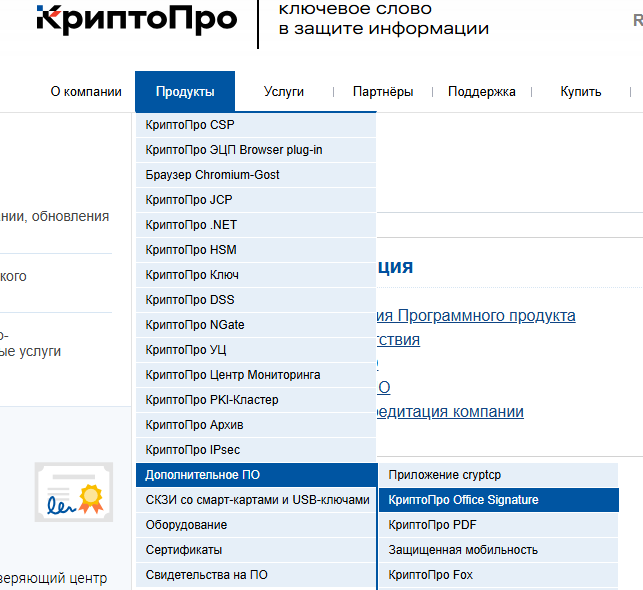 КриптоПро
ключевое слово
в защите информации
R
О компании
Продукты
Услуги
Партнёры
Поддержка
Купить
КриптоПро CSP
КриптоПро ЭЦП Browser plug-in
Браузер Chromium-Gost
КриптоПро JCP
КриптоПро .NET
КриптоПро HSM
КриптоПро Ключ
КриптоПро DSS
КриптоПро NGate
КриптоПро УЦ
КриптоПро Центр Мониторинга
КриптоПро PKI-Кластер
КриптоПро Архив
КриптоПро IPsec
Дополнительное ПО
СКЗИ со смарт-картами и USB-ключами
Оборудование
Сертификаты
Свидетельства на ПО
Приложение cryptcp
КриптоПро Office Signature
КриптоПро PDF
Защищенная мобильность
КриптоПро Fox
нии, обновления
кого
о-
ые услуги
веряющий центр
ция
ия Программного продукта
тствия
О
редитация компании